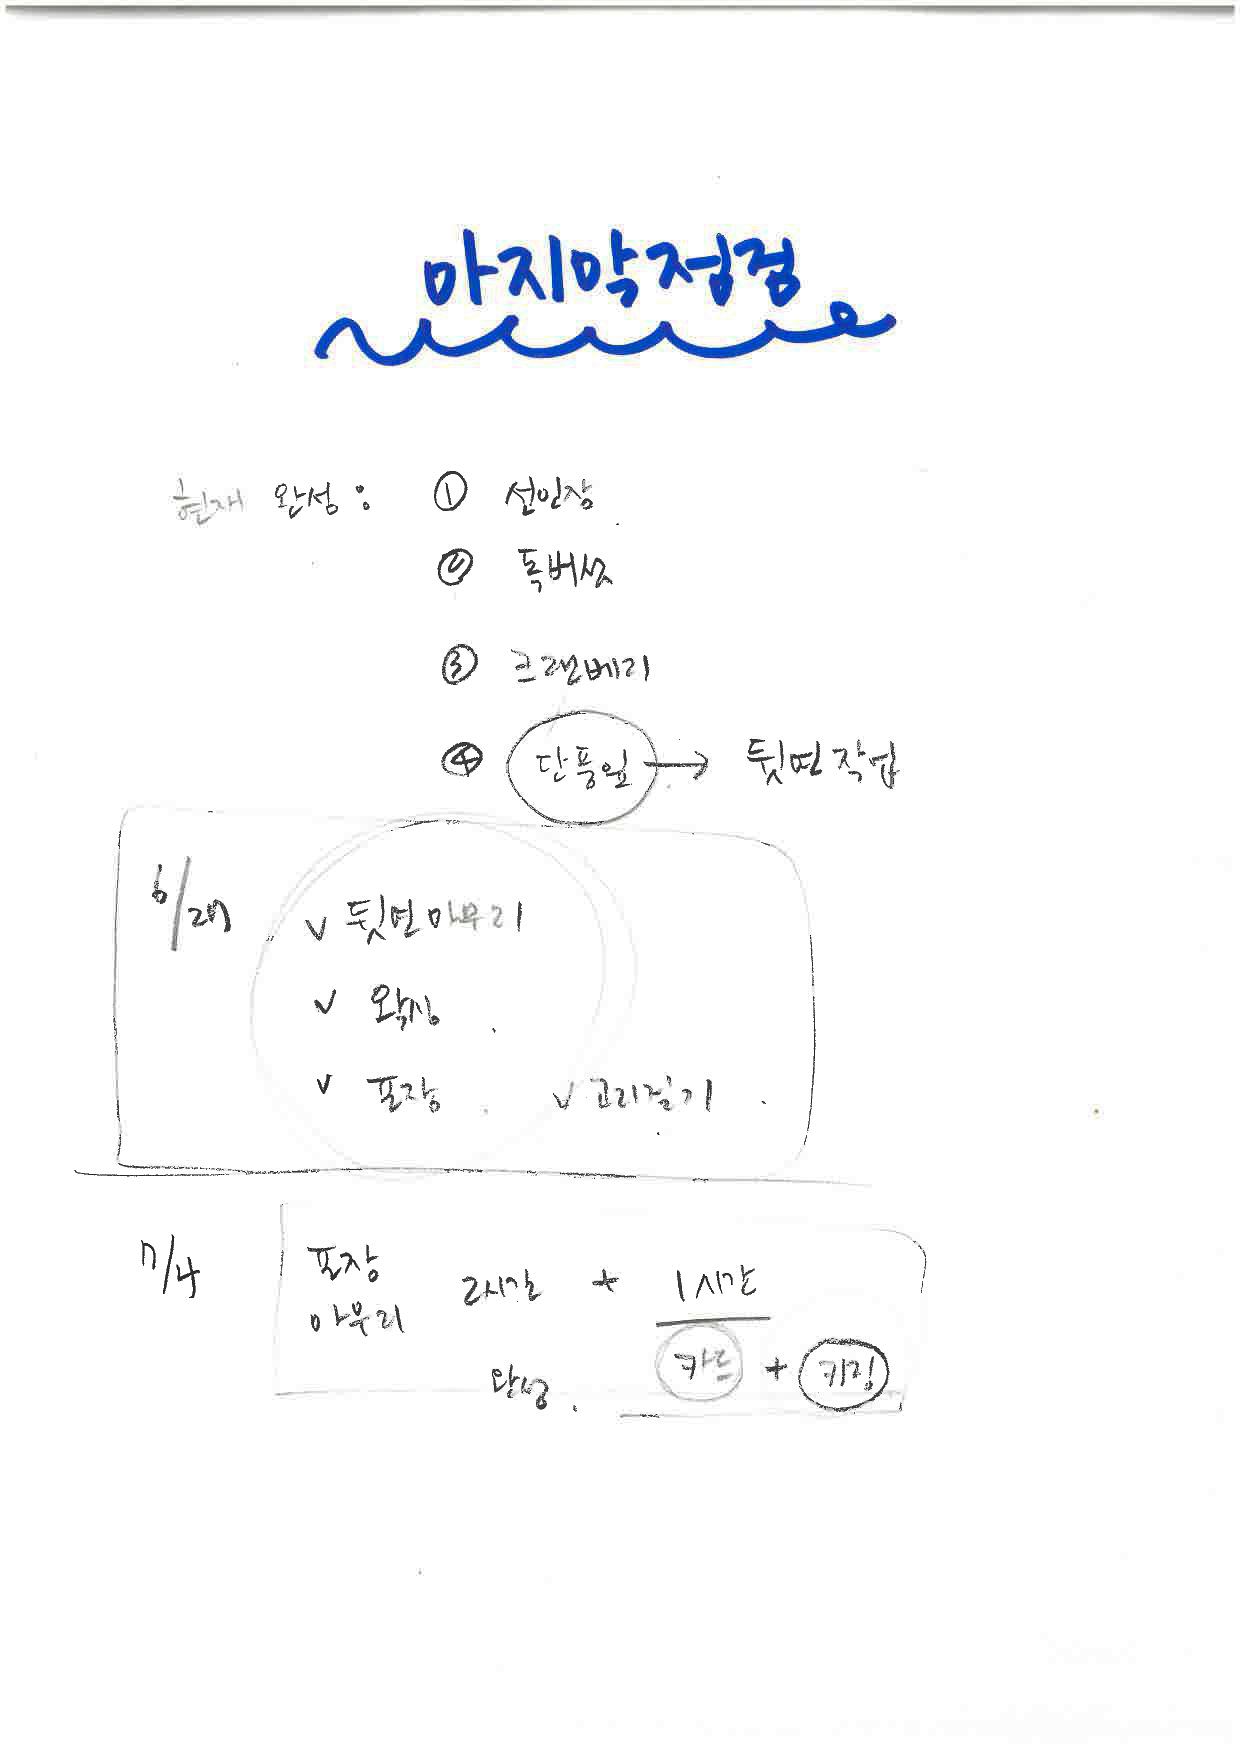 마지막점검
현재 완성 : ① 선인장
② 독버섯
③ 크랜베리
④ 단풍잎 → 뒷면작업
6/27 v 뒷면마무리
v 왁싱
v 포장 v 고리걸기
7/4 포장 2시간 + 1시간
마무리
완성. 카드 + 키링